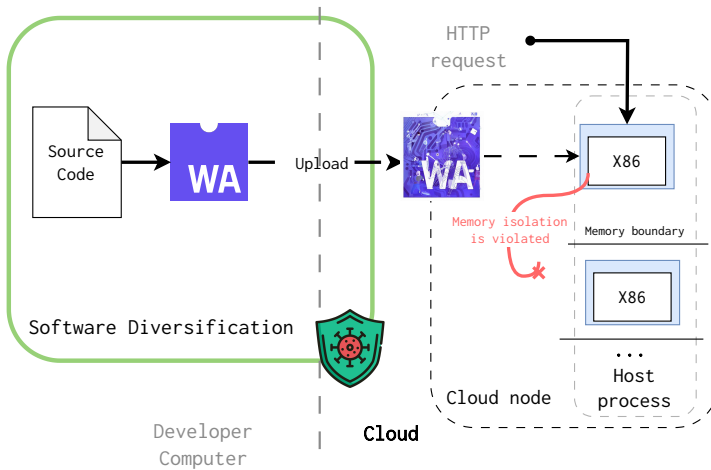 HTTP
request
Source
Code
WA
Upload
WA
X86
Memory isolation
is violated
Memory boundary
X86
Software Diversification
...
Host
process
Cloud node
Developer
Computer
Cloud